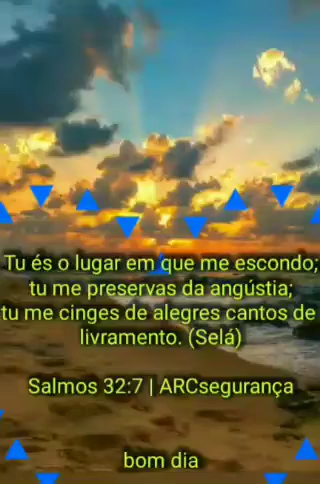 Tu és o lugar em que me escondo;
tu me preservas da angústia;
tu me cinges de alegres cantos de
livramento. (Selá)
Salmos 32:7 | ARCsegurança
bom dia